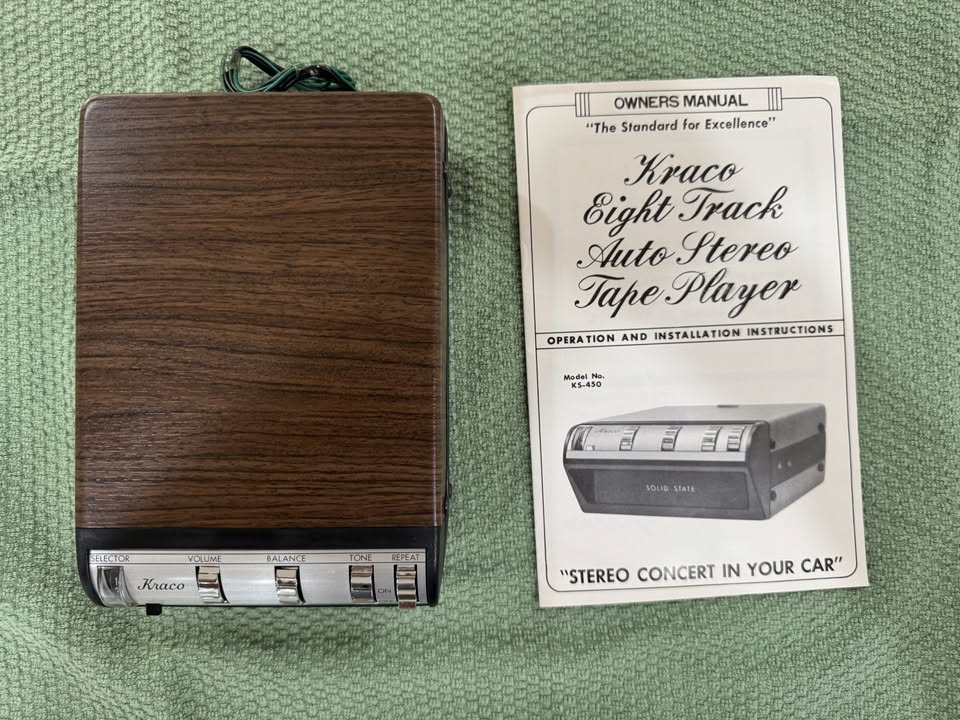 SELECTOR VOLUME BALANCE TONE REPEAT
Kraco
ON
OWNERS MANUAL
"The Standard for Excellence"
Kraco
Eight Track
Auto Stereo
Tape Player
OPERATION AND INSTALLATION INSTRUCTIONS
Model No.
KS-450
Kraco
SOLID STATE
"STEREO CONCERT IN YOUR CAR"